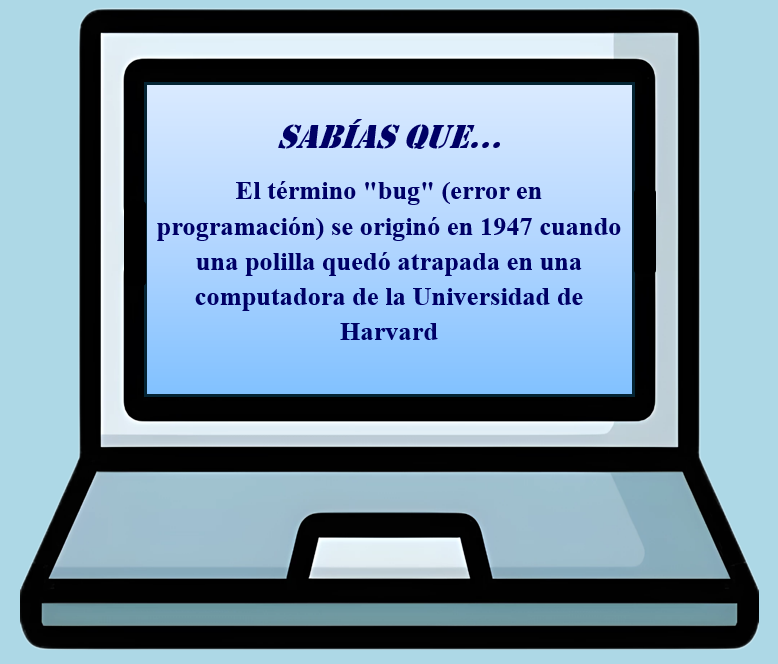 SABÍAS QUE...
El término "bug" (error en
programación) se originó en 1947 cuando
una polilla quedó atrapada en una
computadora de la Universidad de
Harvard